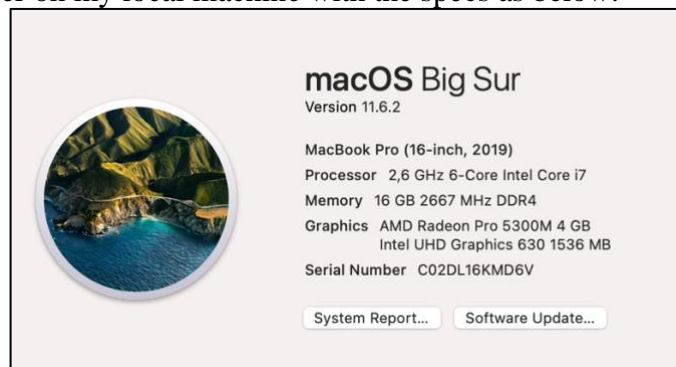 macOS Big Sur
Version 11.6.2
MacBook Pro (16-inch, 2019)
Processor 2,6 GHz 6-Core Intel Core i7
Memory 16 GB 2667 MHz DDR4
Graphics AMD Radeon Pro 5300M 4 GB
Intel UHD Graphics 630 1536 MB
Serial Number C02DL16KMD6V
System Report... Software Update...